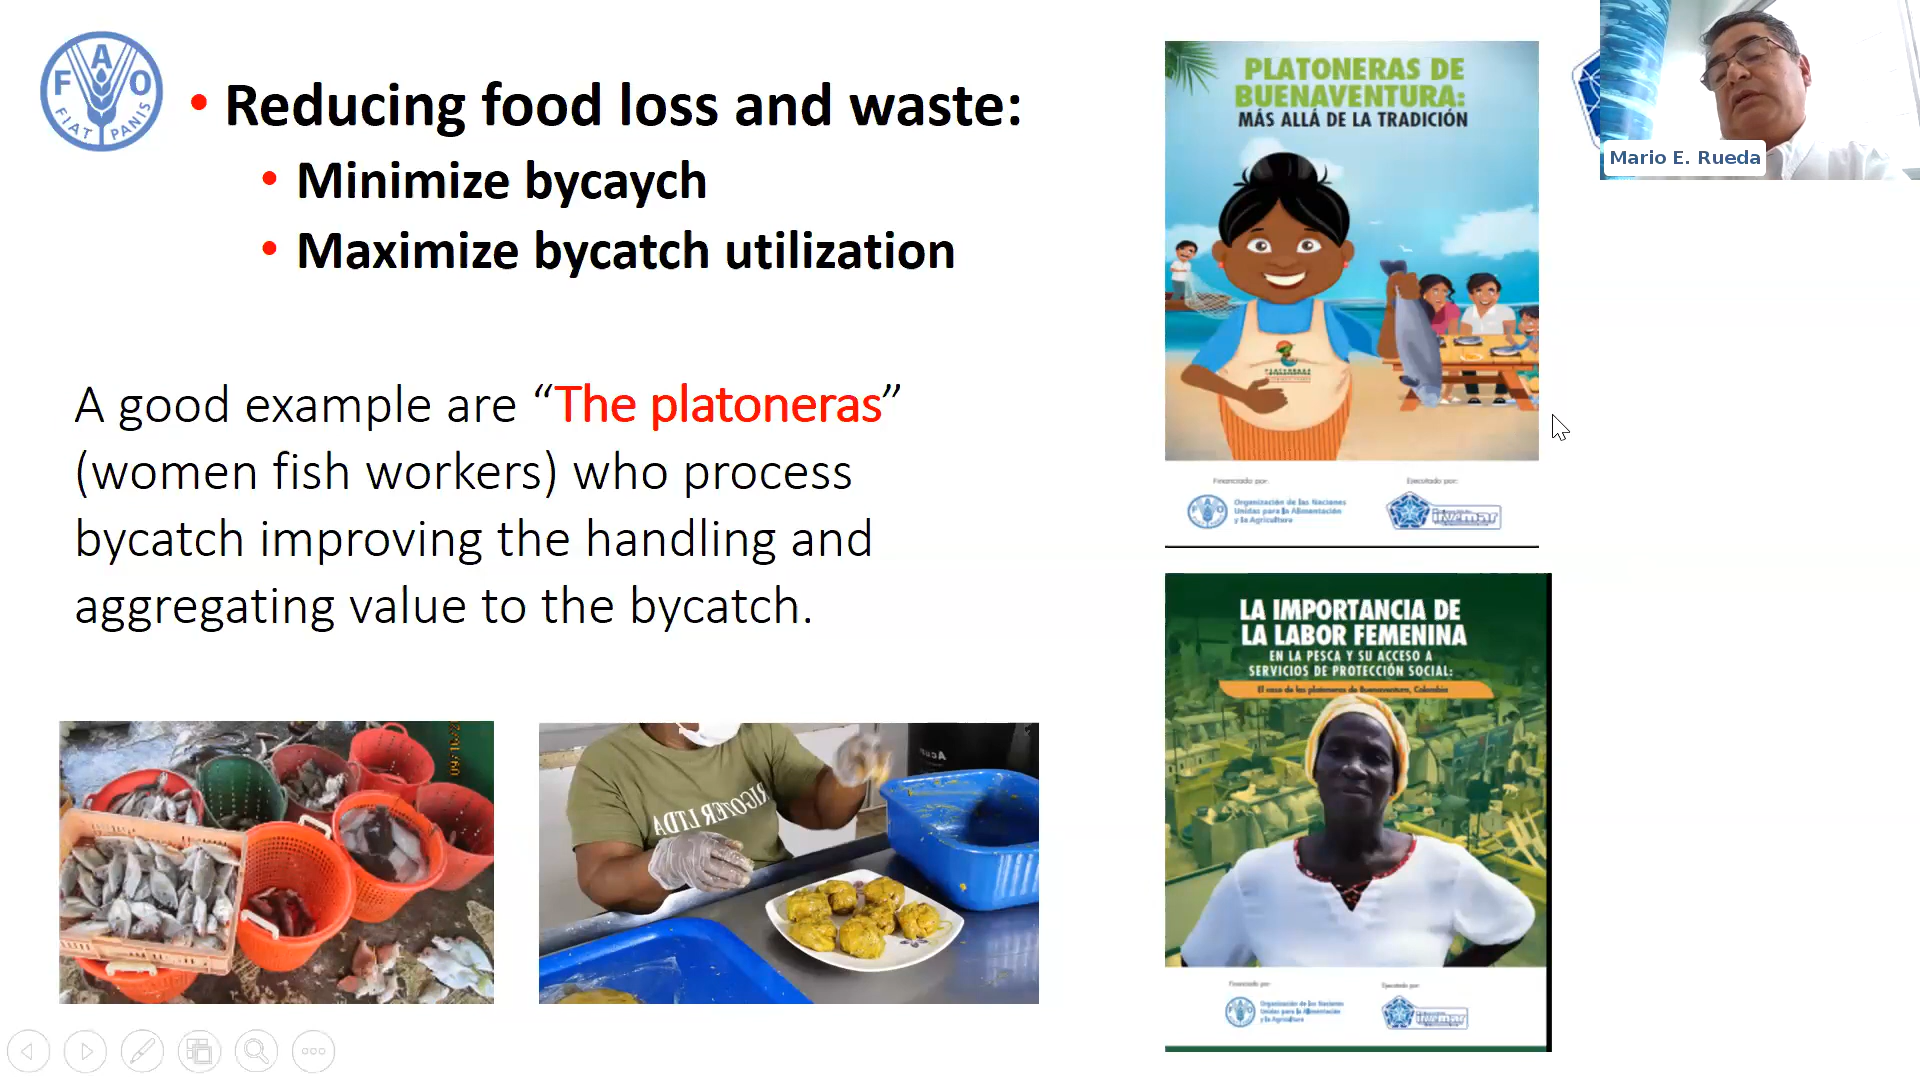 FAO
FIAT PANIS
• Reducing food loss and waste:
• Minimize bycaych
• Maximize bycatch utilization
A good example are “The platoneras”
(women fish workers) who process
bycatch improving the handling and
aggregating value to the bycatch.
PLATONERAS DE
BUENAVENTURA:
MÁS ALLÁ DE LA TRADICIÓN
PLATONERAS
Financiado por:
Ejecutado por:
Organización de las Naciones
Unidas para la Alimentación
y la Agricultura
invemar
Mario E. Rueda
LA IMPORTANCIA DE
LA LABOR FEMENINA
EN LA PESCA Y SU ACCESO A
SERVICIOS DE PROTECCIÓN SOCIAL:
El caso de las platoneras de Buenaventura, Colombia
Financiado por:
Ejecutado por:
Organización de las Naciones
Unidas para la Alimentación
y la Agricultura
invemar
RIGOZER LTDA